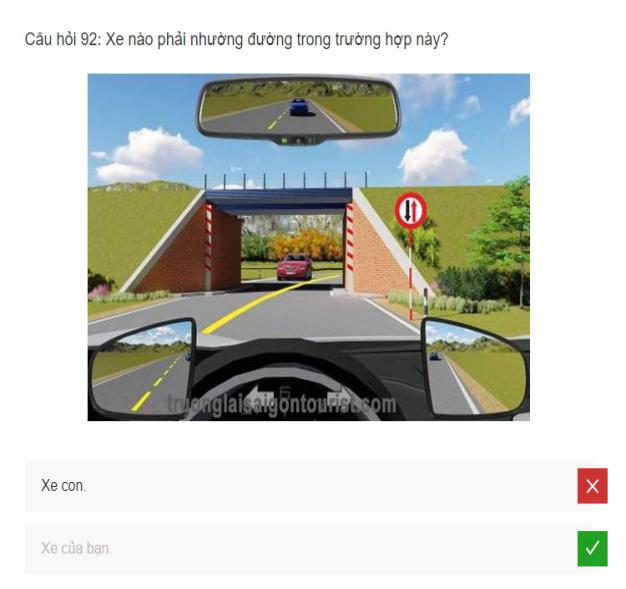 Câu hỏi 92: Xe nào phải nhường đường trong trường hợp này?
truonglaisaigontourist.com
Xe con.
Xe của bạn.